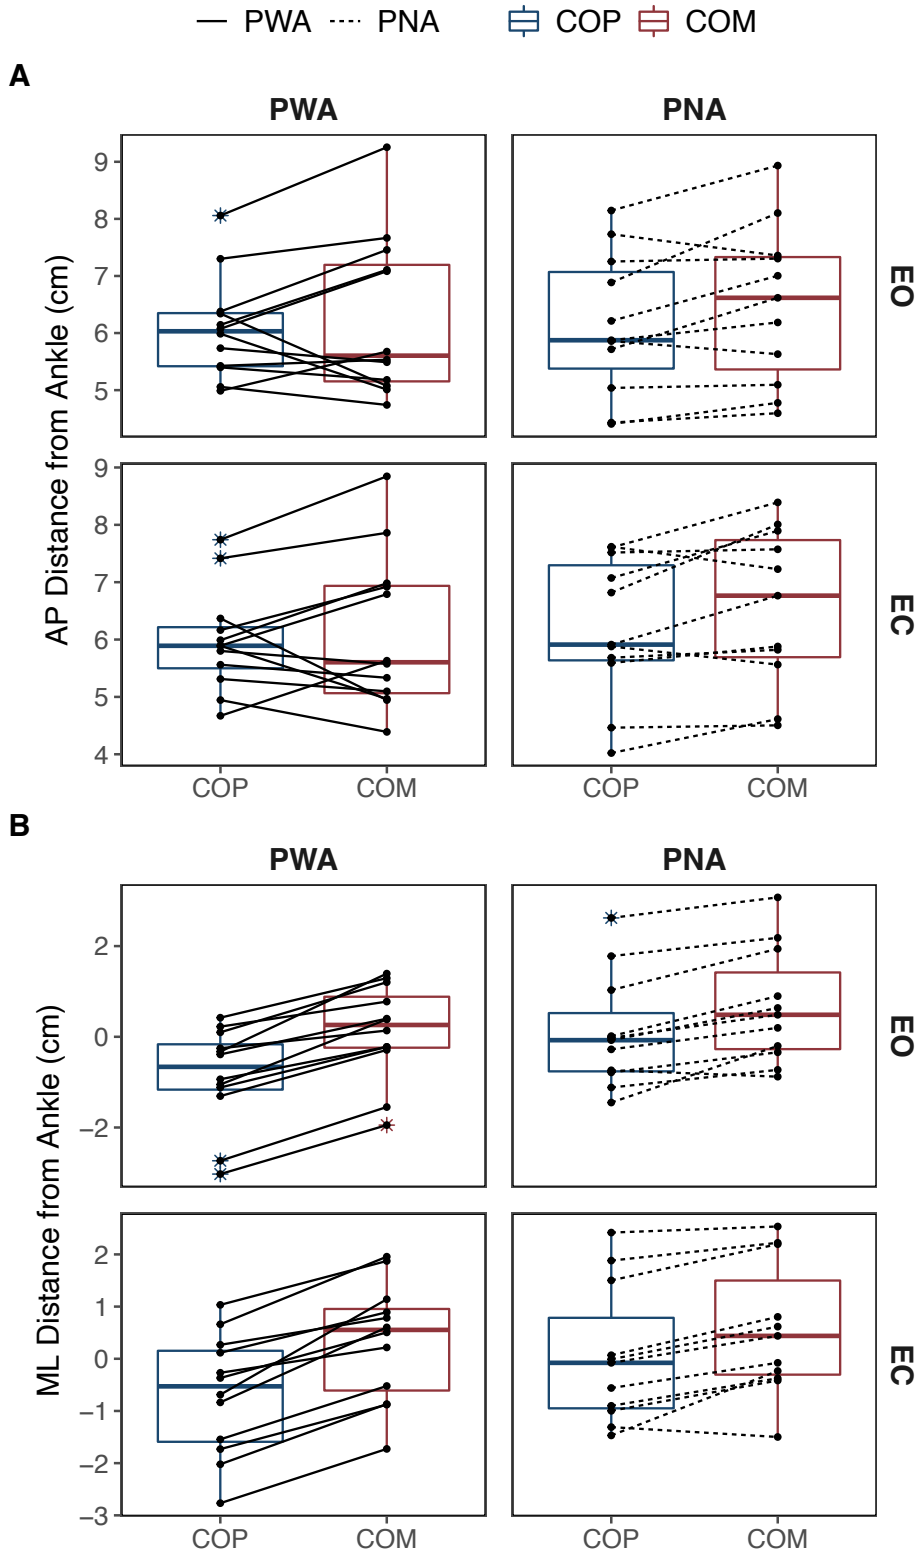 PWA PNA COP COM
A
PWA PNA
AP Distance from Ankle (cm)
9
8
7
6
5
EO
9
8
7
6
5
4
EC
COP COM COP COM
B
PWA PNA
ML Distance from Ankle (cm)
2
0
−2
EO
2
1
0
−1
−2
−3
EC
COP COM COP COM